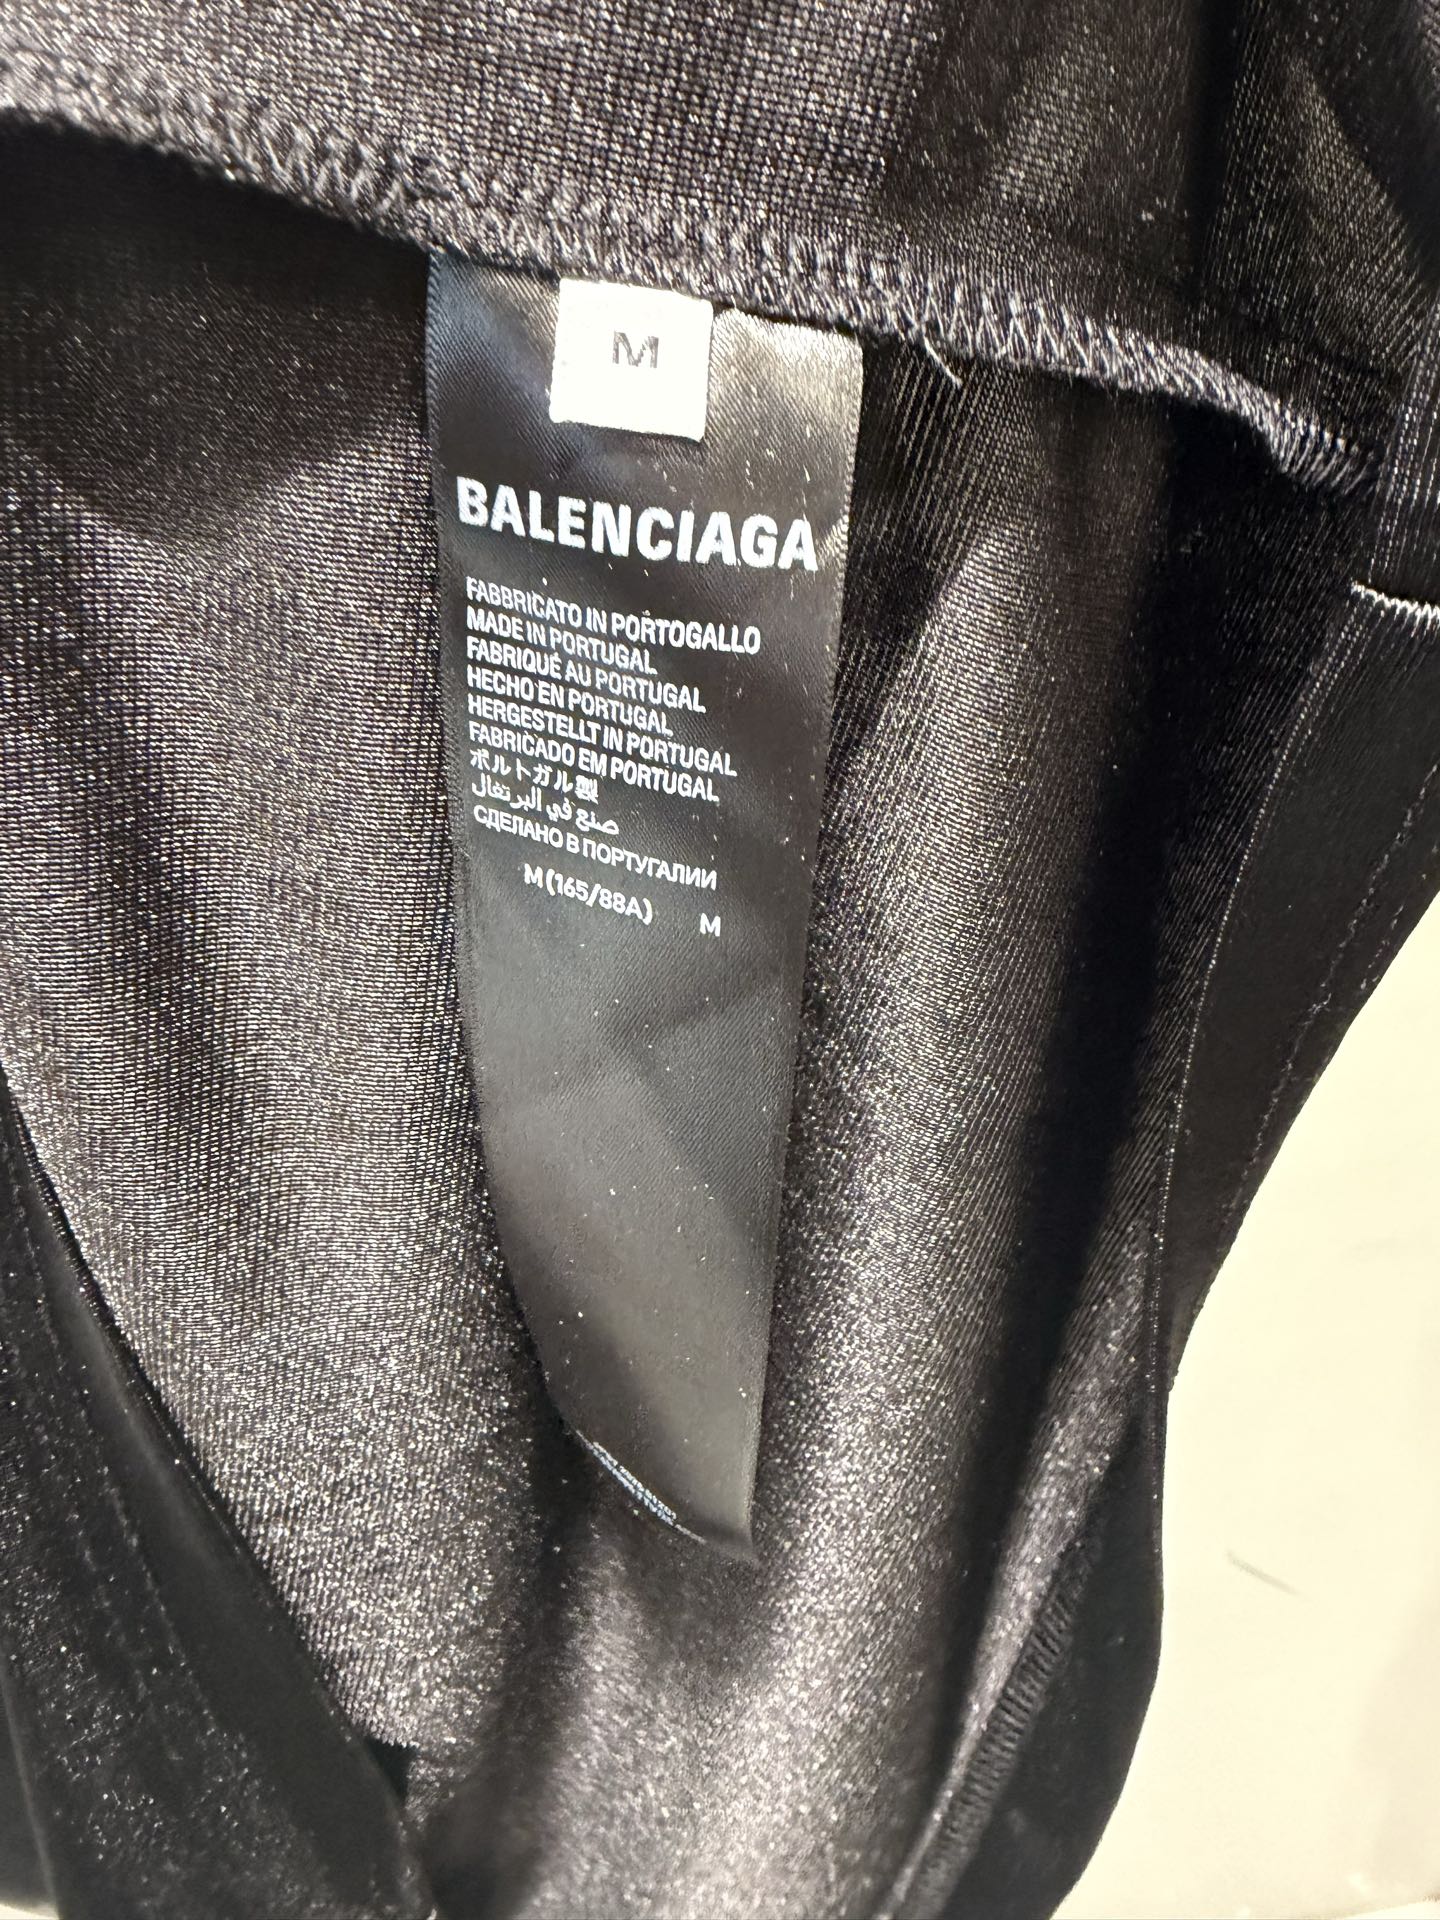 M
BALENCIAGA
FABBRICATO IN PORTOGALLO
MADE IN PORTUGAL
FABRIQUÉ AU PORTUGAL
HECHO EN PORTUGAL
HERGESTELLT IN PORTUGAL
FABRICADO EM PORTUGAL
ポルトガル製
صنع في البرتغال
СДЕЛАНО В ПОРТУГАЛИИ
M (165/88A) M